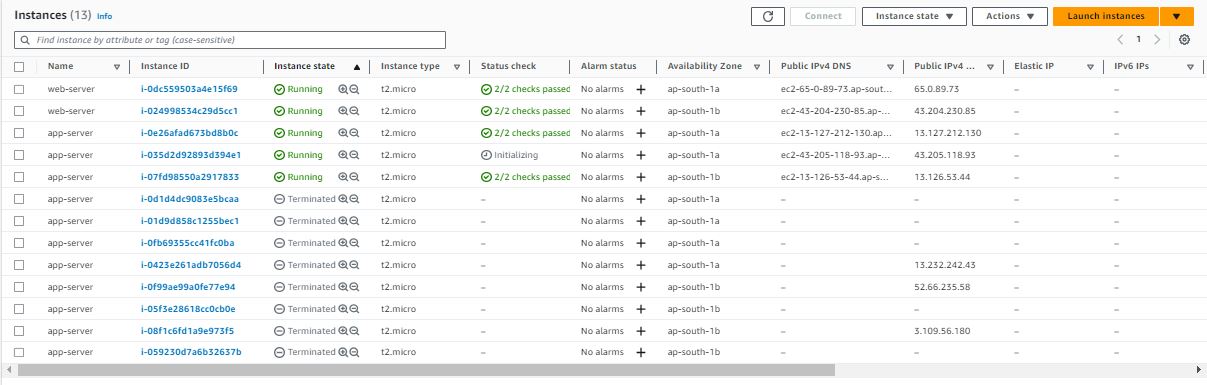 Instances (13) Info Connect Instance state Actions Launch instances
Find instance by attribute or tag (case-sensitive) 1
Name Instance ID Instance state Instance type Status check Alarm status Availability Zone Public IPv4 DNS Public IPv4 ... Elastic IP IPv6 IPs
web-server i-0dc559503a4e15f69 Running t2.micro 2/2 checks passed No alarms + ap-south-1a ec2-65-0-89-73.ap-sout... 65.0.89.73 – –
web-server i-024998534c29d5cc1 Running t2.micro 2/2 checks passed No alarms + ap-south-1b ec2-43-204-230-85.ap-... 43.204.230.85 – –
app-server i-0e26afad673bd8b0c Running t2.micro 2/2 checks passed No alarms + ap-south-1a ec2-13-127-212-130.ap... 13.127.212.130 – –
app-server i-035d2d92893d394e1 Running t2.micro Initializing No alarms + ap-south-1a ec2-43-205-118-93.ap-... 43.205.118.93 – –
app-server i-07fd98550a2917833 Running t2.micro 2/2 checks passed No alarms + ap-south-1b ec2-13-126-53-44.ap-s... 13.126.53.44 – –
app-server i-0d1d4dc9083e5bcaa Terminated t2.micro – No alarms + ap-south-1a – – – –
app-server i-01d9d858c1255bec1 Terminated t2.micro – No alarms + ap-south-1a – – – –
app-server i-0fb69355cc41fc0ba Terminated t2.micro – No alarms + ap-south-1a – – – –
app-server i-0423e261adb7056d4 Terminated t2.micro – No alarms + ap-south-1a – 13.232.242.43 – –
app-server i-0f99ae99a0fe77e94 Terminated t2.micro – No alarms + ap-south-1b – 52.66.235.58 – –
app-server i-05f3e28618cc0cb0e Terminated t2.micro – No alarms + ap-south-1b – – – –
app-server i-08f1c6fd1a9e973f5 Terminated t2.micro – No alarms + ap-south-1b – 3.109.56.180 – –
app-server i-059230d7a6b32637b Terminated t2.micro – No alarms + ap-south-1b – – – –